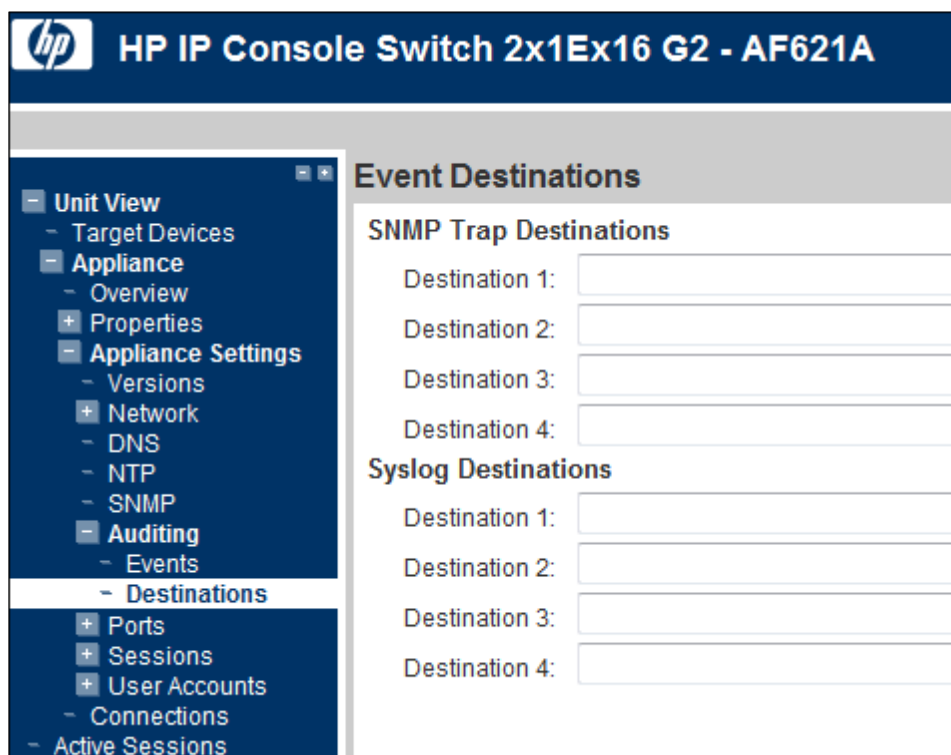 hp
HP IP Console Switch 2x1Ex16 G2 - AF621A
Unit View
Target Devices
Appliance
Overview
Properties
Appliance Settings
Versions
Network
DNS
NTP
SNMP
Auditing
Events
Destinations
Ports
Sessions
User Accounts
Connections
Active Sessions
Event Destinations
SNMP Trap Destinations
Destination 1:
Destination 2:
Destination 3:
Destination 4:
Syslog Destinations
Destination 1:
Destination 2:
Destination 3:
Destination 4: